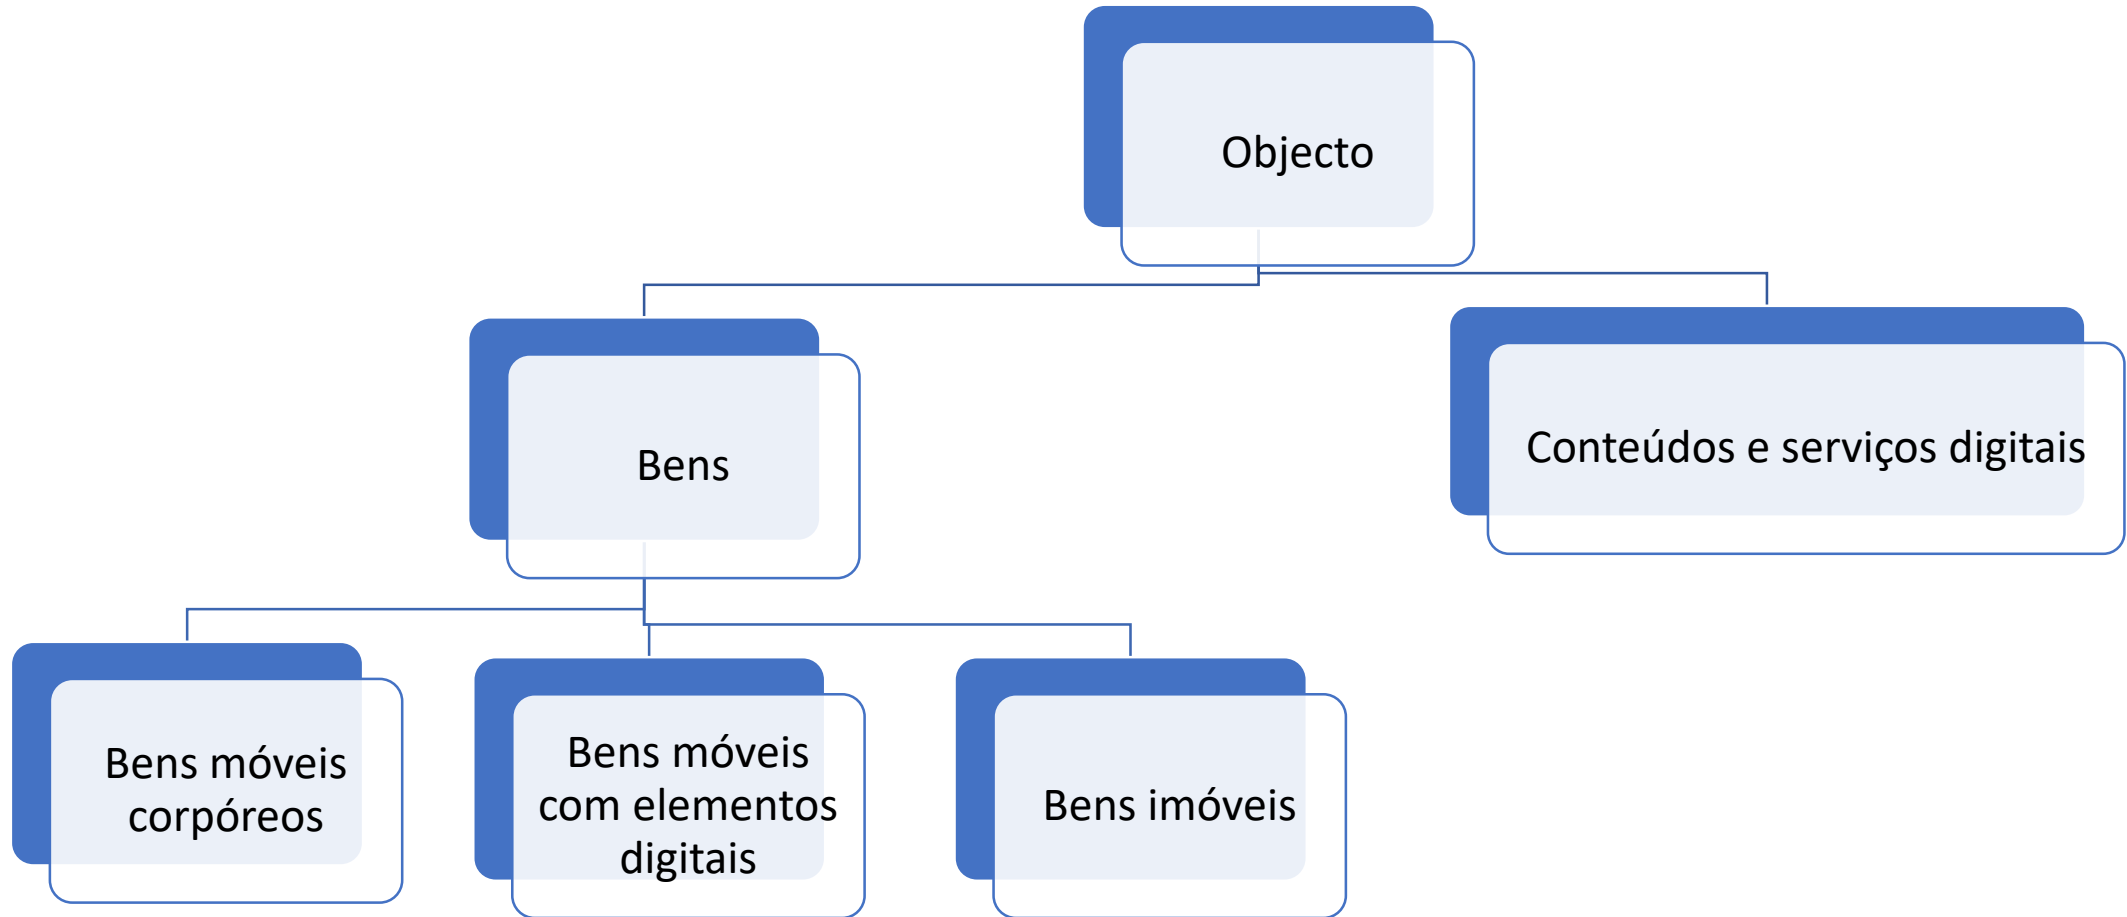 Objecto
Bens
Conteúdos e serviços digitais
Bens móveis
corpóreos
Bens móveis
com elementos
digitais
Bens imóveis